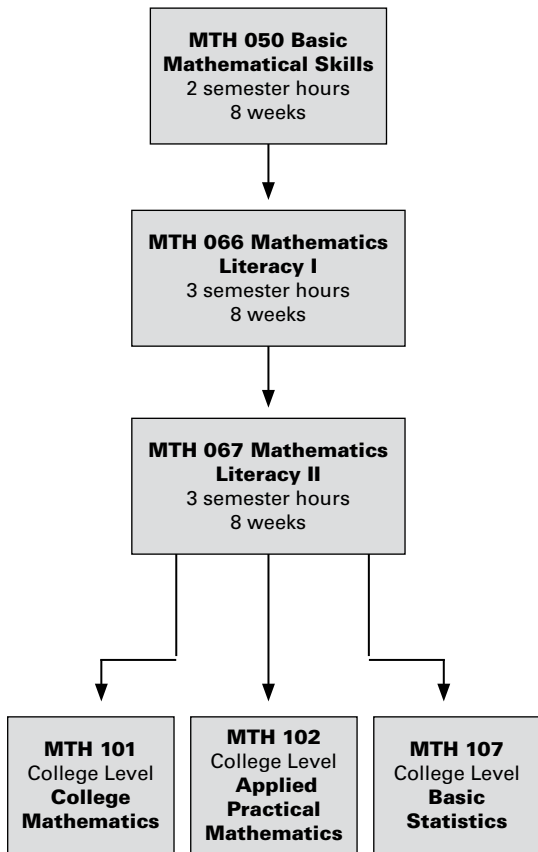 MTH 050 Basic
Mathematical Skills
2 semester hours
8 weeks
MTH 066 Mathematics
Literacy I
3 semester hours
8 weeks
MTH 067 Mathematics
Literacy II
3 semester hours
8 weeks
MTH 101
College Level
College
Mathematics
MTH 102
College Level
Applied
Practical
Mathematics
MTH 107
College Level
Basic
Statistics